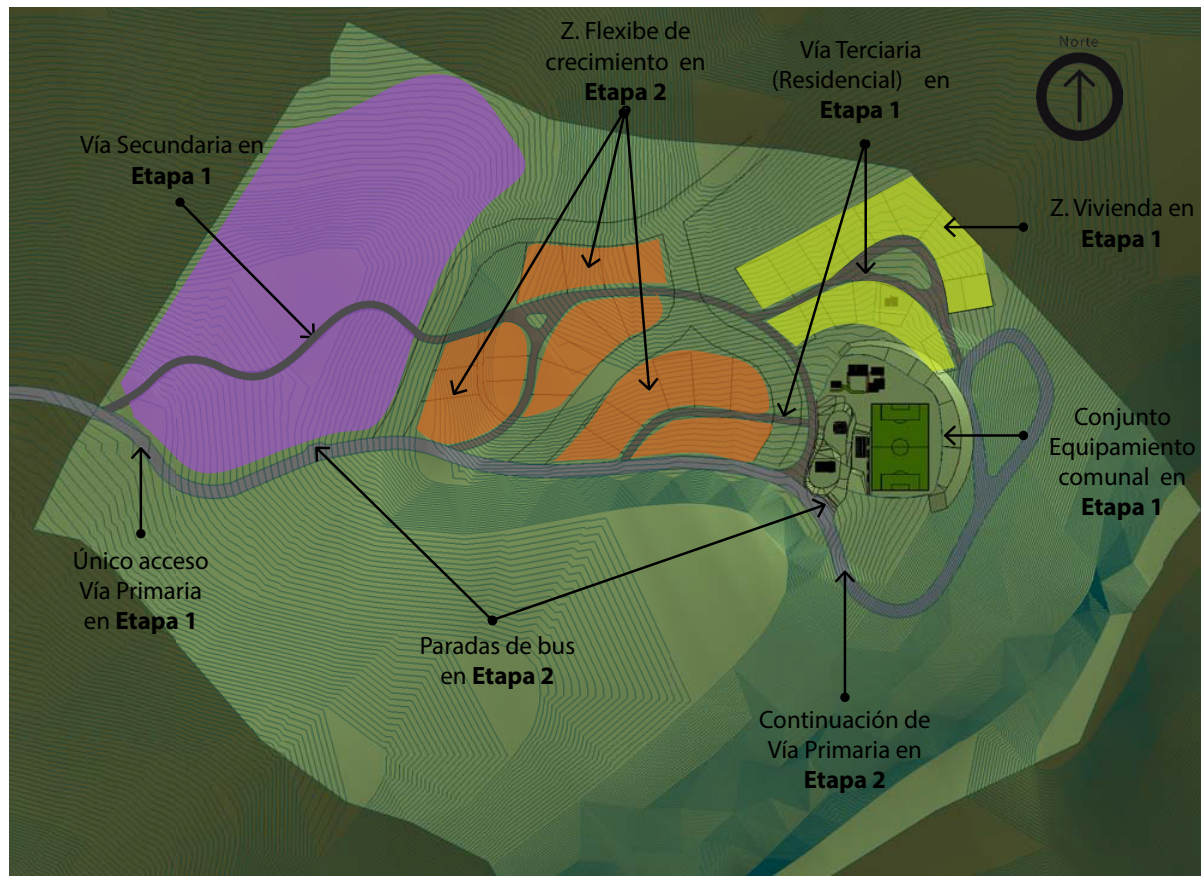 Norte
Z. Flexibe de
crecimiento en
Etapa 2
Vía Terciaria
(Residencial) en
Etapa 1
Vía Secundaria en
Etapa 1
Z. Vivienda en
Etapa 1
Conjunto
Equipamiento
comunal en
Etapa 1
Único acceso
Vía Primaria
en Etapa 1
Paradas de bus
en Etapa 2
Continuación de
Vía Primaria en
Etapa 2